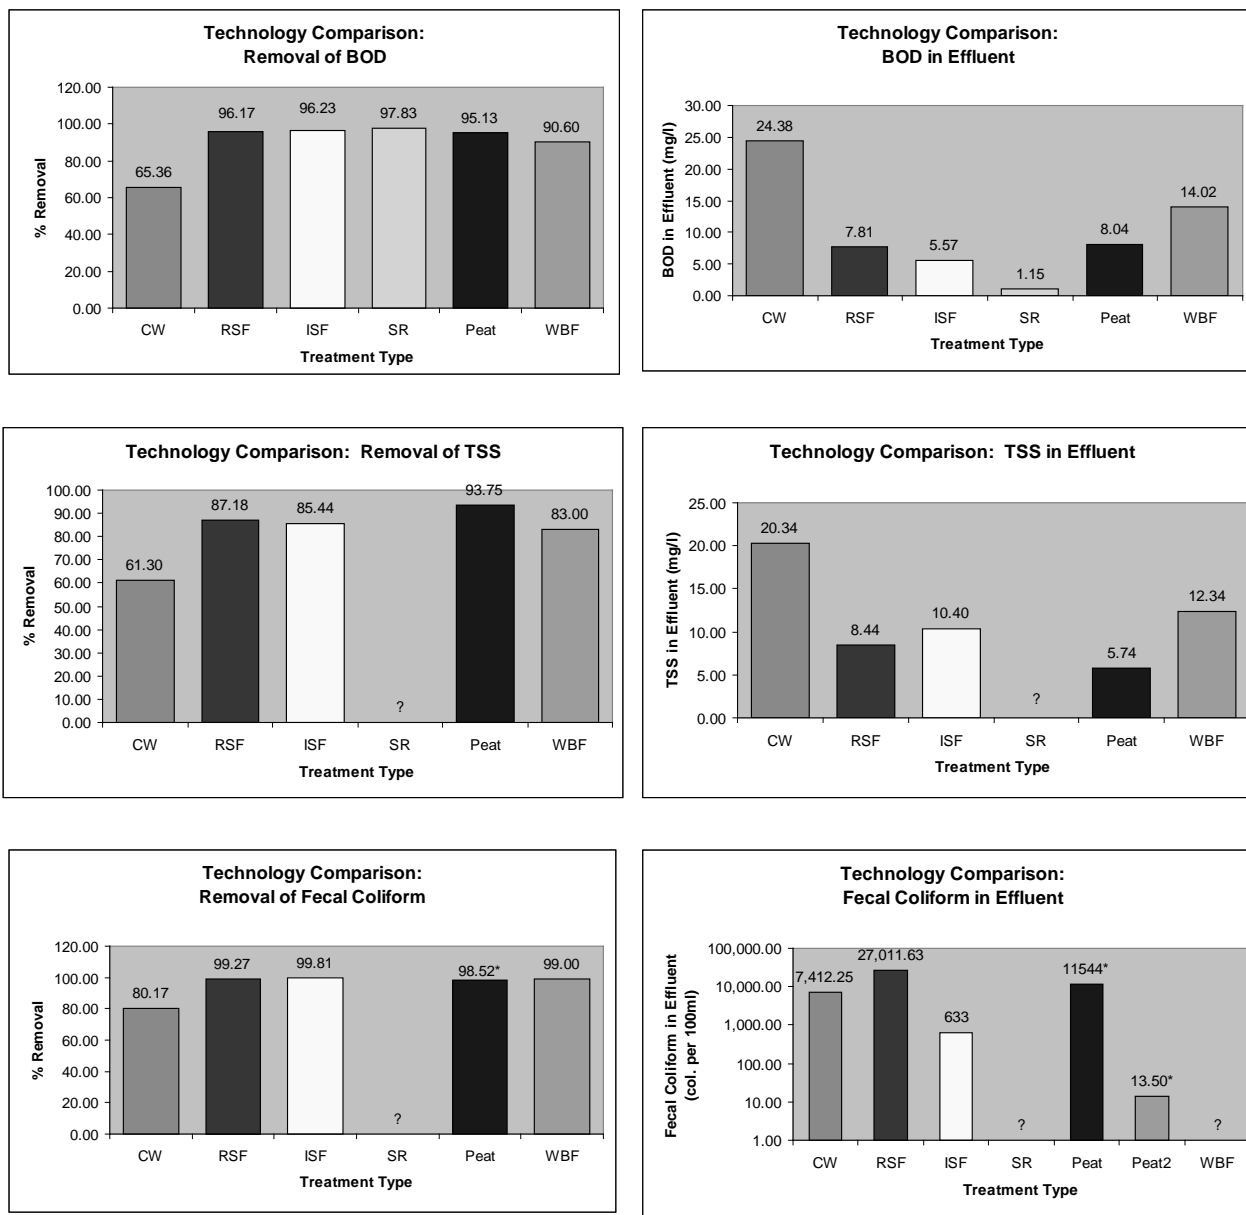 Technology Comparison:
Removal of BOD
120.00
100.00
80.00
60.00
40.00
20.00
0.00
% Removal
65.36
96.17
96.23
97.83
95.13
90.60
CW RSF ISF SR Peat WBF
Treatment Type
Technology Comparison:
BOD in Effluent
30.00
25.00
20.00
15.00
10.00
5.00
0.00
BOD in Effluent (mg/l)
24.38
7.81
5.57
1.15
8.04
14.02
CW RSF ISF SR Peat WBF
Treatment Type
Technology Comparison: Removal of TSS
100.00
90.00
80.00
70.00
60.00
50.00
40.00
30.00
20.00
10.00
0.00
% Removal
61.30
87.18
85.44
?
93.75
83.00
CW RSF ISF SR Peat WBF
Treatment Type
Technology Comparison: TSS in Effluent
25.00
20.00
15.00
10.00
5.00
0.00
TSS in Effluent (mg/l)
20.34
8.44
10.40
?
5.74
12.34
CW RSF ISF SR Peat WBF
Treatment Type
Technology Comparison:
Removal of Fecal Coliform
120.00
100.00
80.00
60.00
40.00
20.00
0.00
% Removal
80.17
99.27
99.81
?
98.52*
99.00
CW RSF ISF SR Peat WBF
Treatment Type
Technology Comparison:
Fecal Coliform in Effluent
100,000.00
10,000.00
1,000.00
100.00
10.00
1.00
Fecal Coliform in Effluent
(col. per 100ml)
7,412.25
27,011.63
633
?
11544*
13.50*
?
CW RSF ISF SR Peat Peat2 WBF
Treatment Type